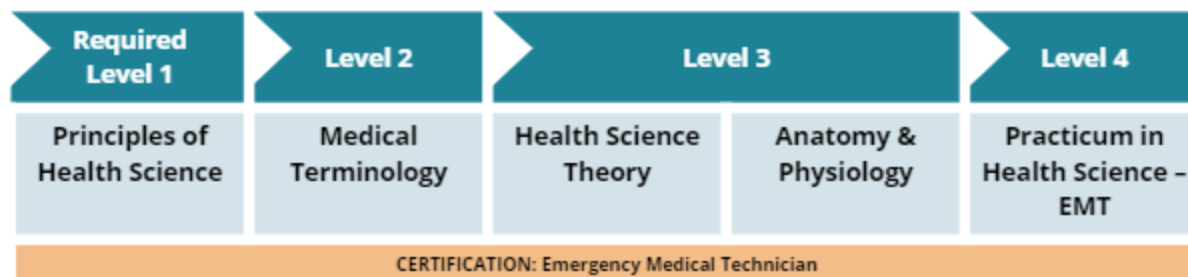 Required
Level 1
Level 2
Level 3
Level 4
Principles of
Health Science
Medical
Terminology
Health Science
Theory
Anatomy &
Physiology
Practicum in
Health Science –
EMT
CERTIFICATION: Emergency Medical Technician